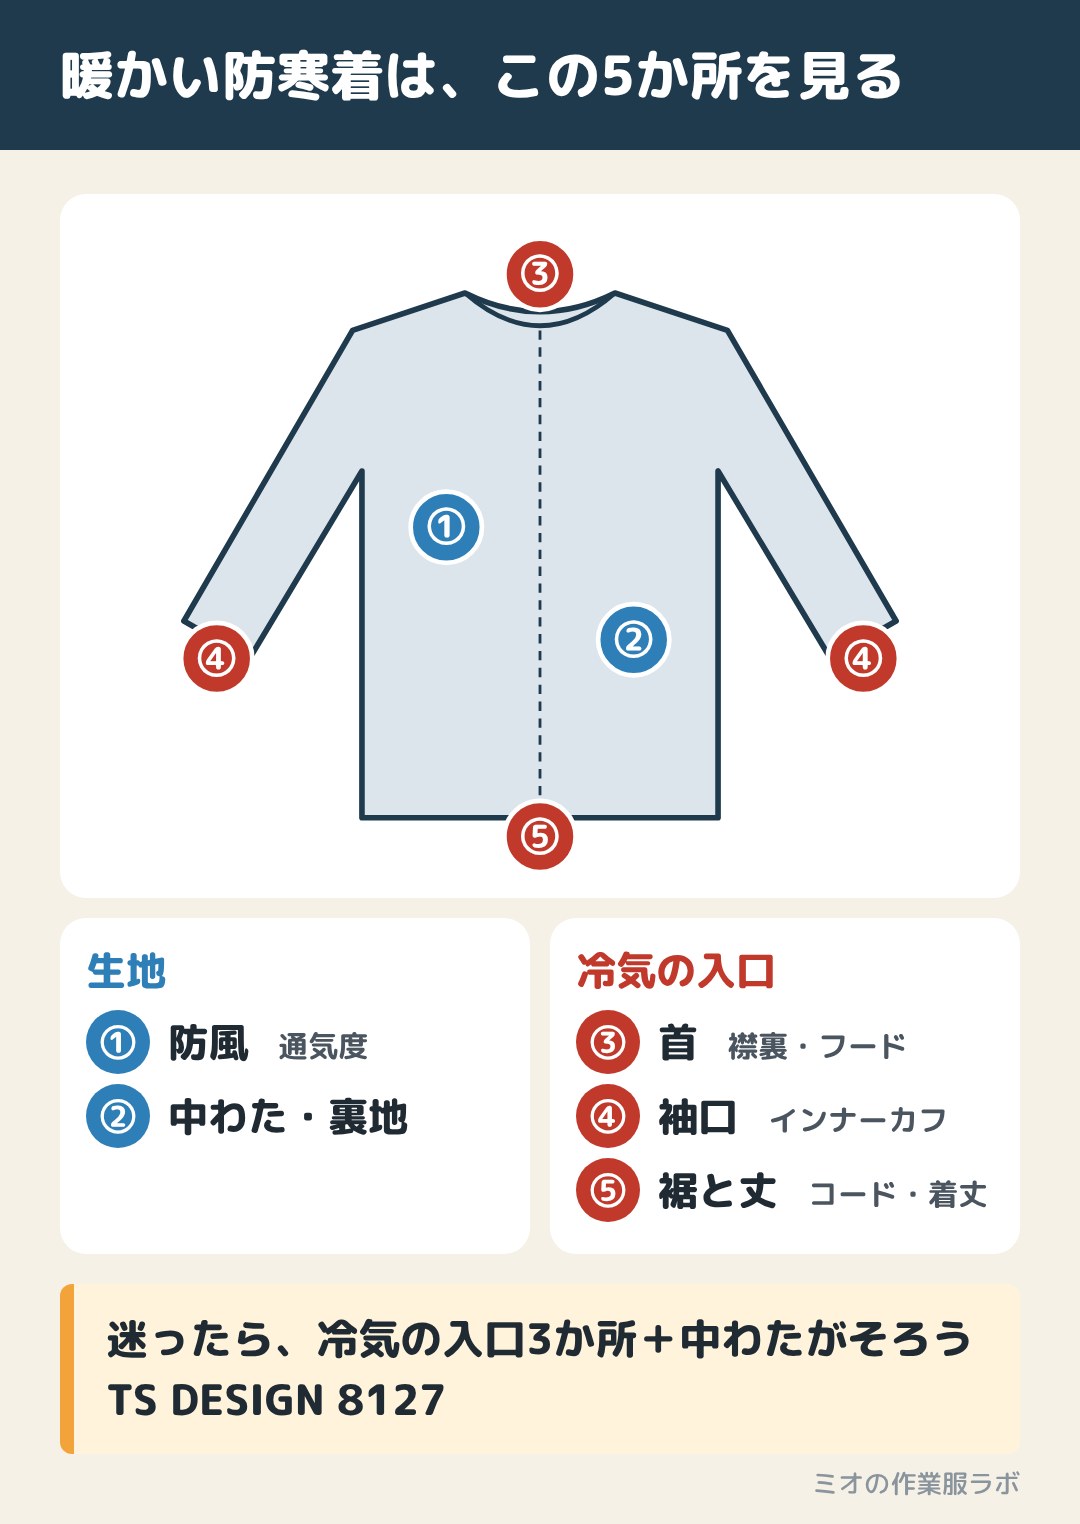 暖かい防寒着は、この5か所を見る
③
①
②
④
④
⑤
生地
① 防風 通気度
② 中わた・裏地
冷気の入口
③ 首 襟裏・フード
④ 袖口 インナーカフ
⑤ 裾と丈 コード・着丈
迷ったら、冷気の入口3か所＋中わたがそろう
TS DESIGN 8127
ミオの作業服ラボ